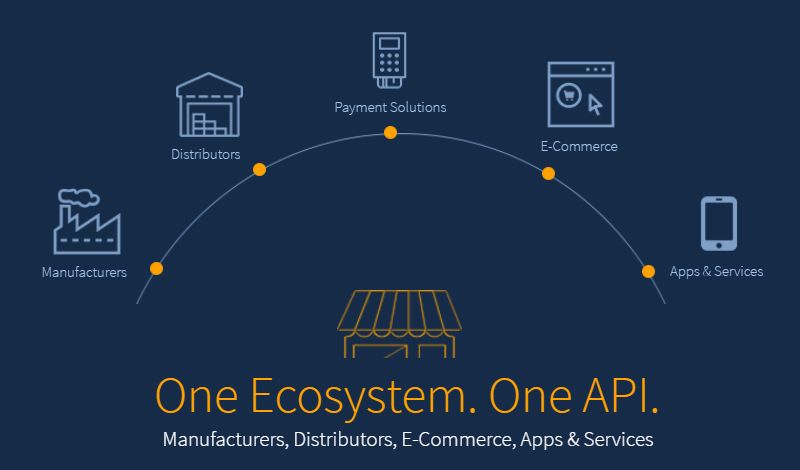 Payment Solutions
E-Commerce
Distributors
Manufacturers
Apps & Services
One Ecosystem. One API.
Manufacturers, Distributors, E-Commerce, Apps & Services